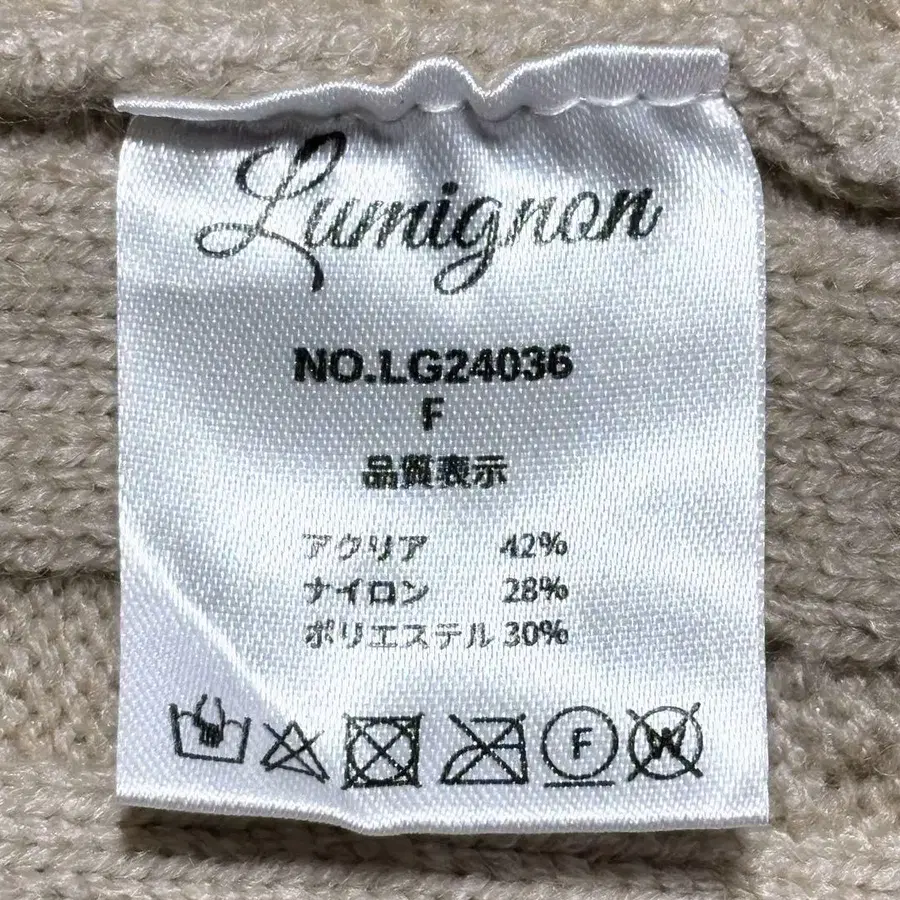 Lumignon
NO.LG24036
F
品質表示
アクリア 42%
ナイロン 28%
ポリエステル 30%
F W